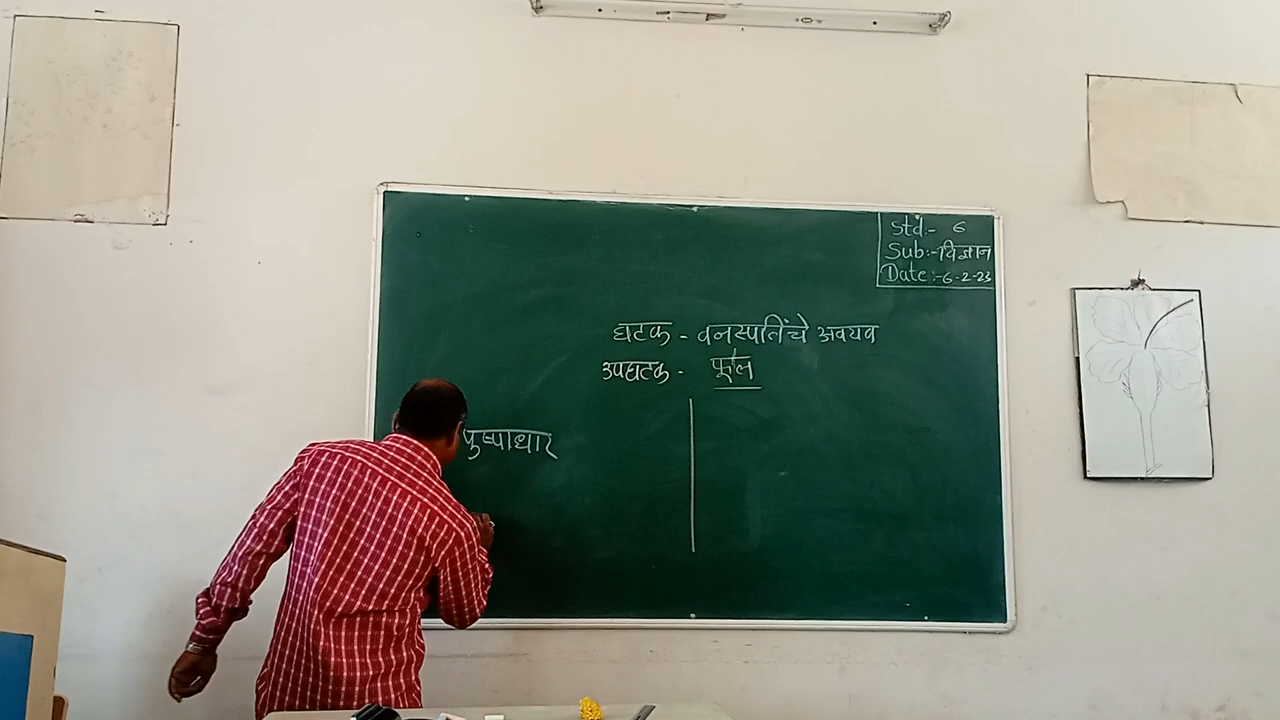 Std:- 6
Sub:- विज्ञान
Date:-6-2-23
घटक - वनस्पतिंचे अवयव
उपघटक - फूल
पुष्पाधार